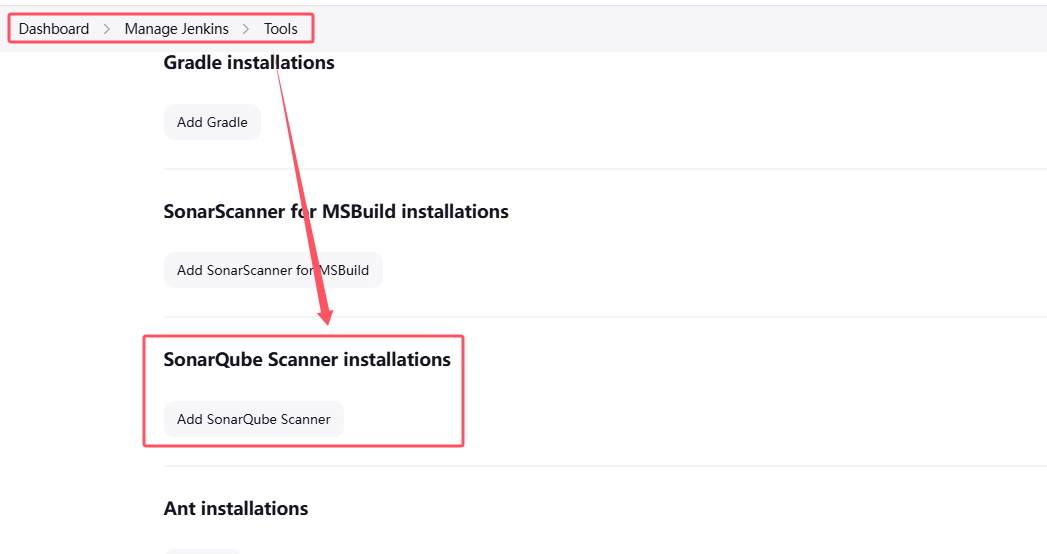 Dashboard > Manage Jenkins > Tools
Gradle installations
Add Gradle
SonarScanner for MSBuild installations
Add SonarScanner for MSBuild
SonarQube Scanner installations
Add SonarQube Scanner
Ant installations